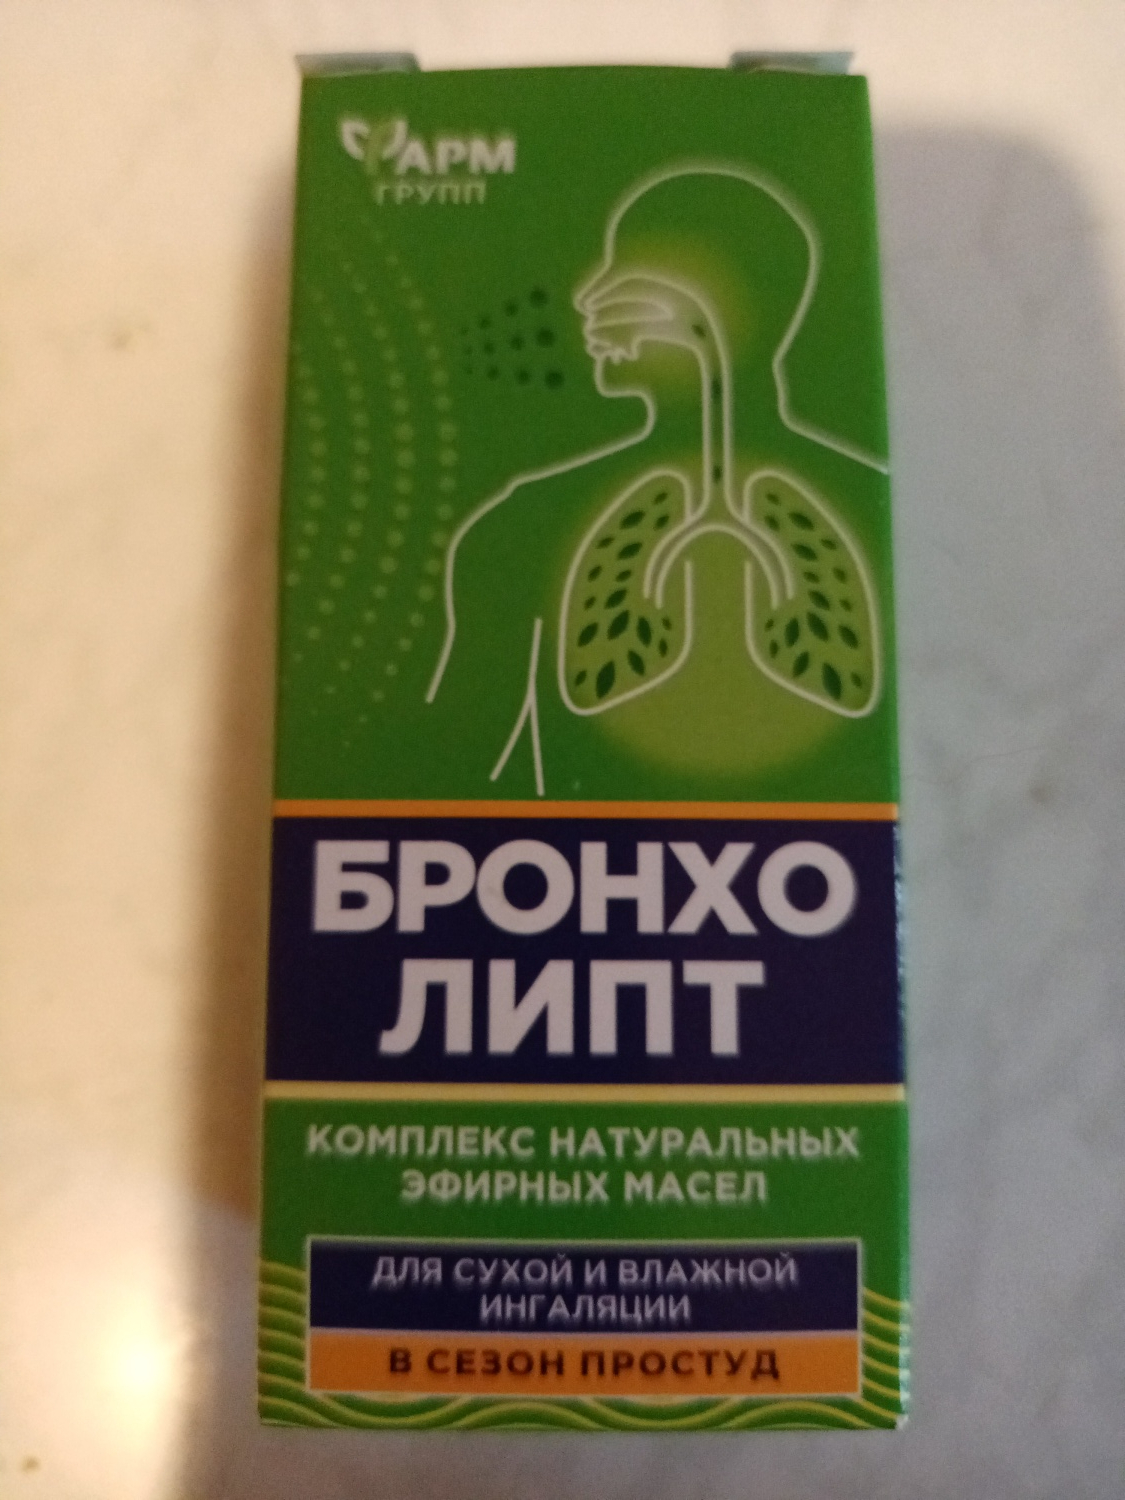 ФАРМ
ГРУПП
БРОНХО
ЛИПТ
КОМПЛЕКС НАТУРАЛЬНЫХ
ЭФИРНЫХ МАСЕЛ
ДЛЯ СУХОЙ И ВЛАЖНОЙ
ИНГАЛЯЦИИ
В СЕЗОН ПРОСТУД